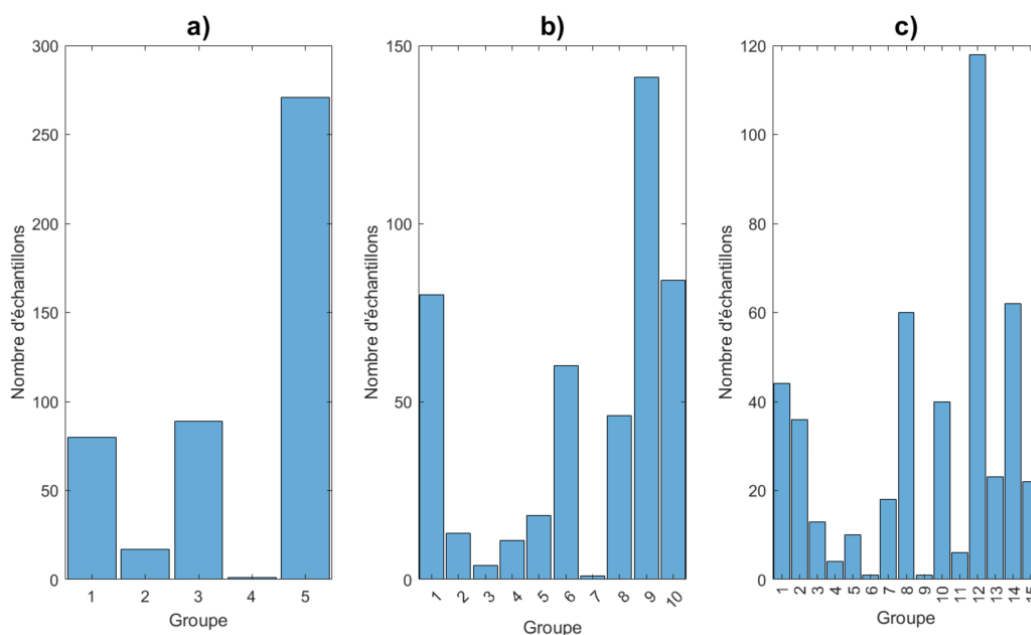 a)
300
250
200
150
100
50
0
Nombre d'échantillons
1 2 3 4 5
Groupe
b)
150
100
50
0
Nombre d'échantillons
1 2 3 4 5 6 7 8 9 10
Groupe
c)
120
100
80
60
40
20
0
Nombre d'échantillons
1 2 3 4 5 6 7 8 9 10 11 12 13 14 15
Groupe